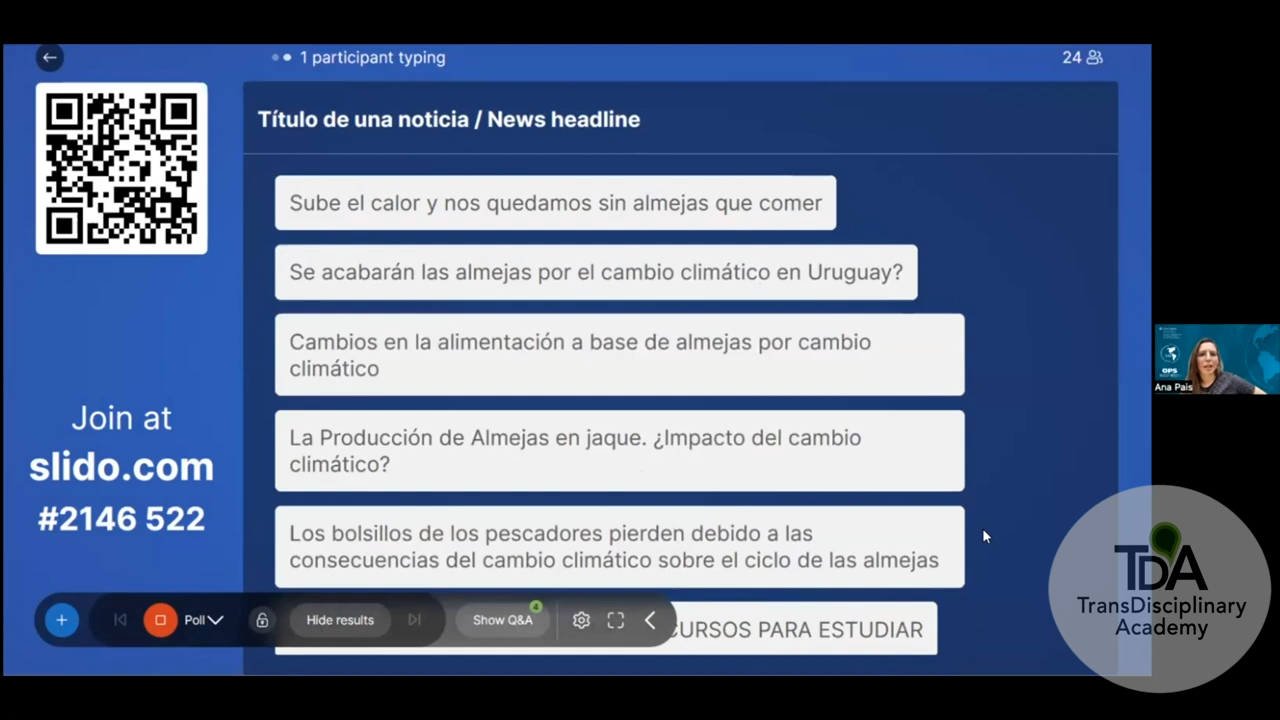 1 participant typing
24
Título de una noticia / News headline
Sube el calor y nos quedamos sin almejas que comer
Se acabarán las almejas por el cambio climático en Uruguay?
Cambios en la alimentación a base de almejas por cambio
climático
La Producción de Almejas en jaque. ¿Impacto del cambio
climático?
Los bolsillos de los pescadores pierden debido a las
consecuencias del cambio climático sobre el ciclo de las almejas
CURSOS PARA ESTUDIAR
Join at
slido.com
#2146 522
Poll
Hide results
Show Q&A
4
OPS
Ana Pais
TDA
TransDisciplinary
Academy